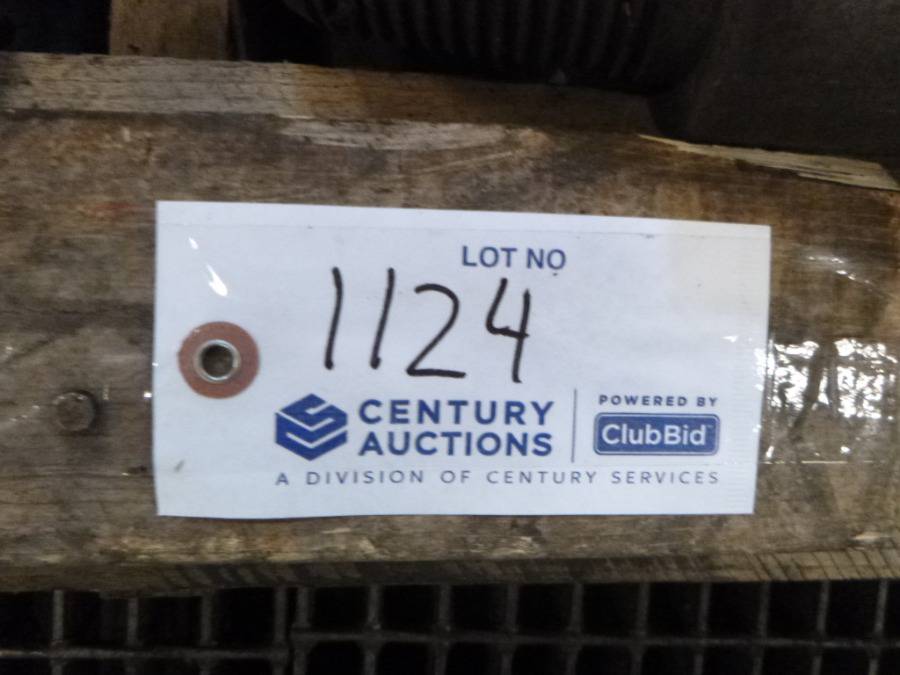 LOT NO
1124
CENTURY AUCTIONS
POWERED BY
ClubBid
A DIVISION OF CENTURY SERVICES